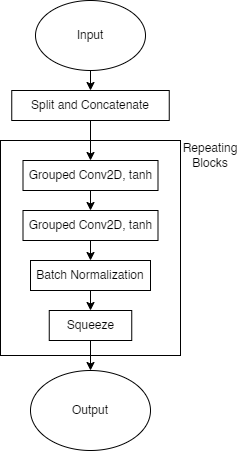 Input
Split and Concatenate
Repeating
Blocks
Grouped Conv2D, tanh
Grouped Conv2D, tanh
Batch Normalization
Squeeze
Output